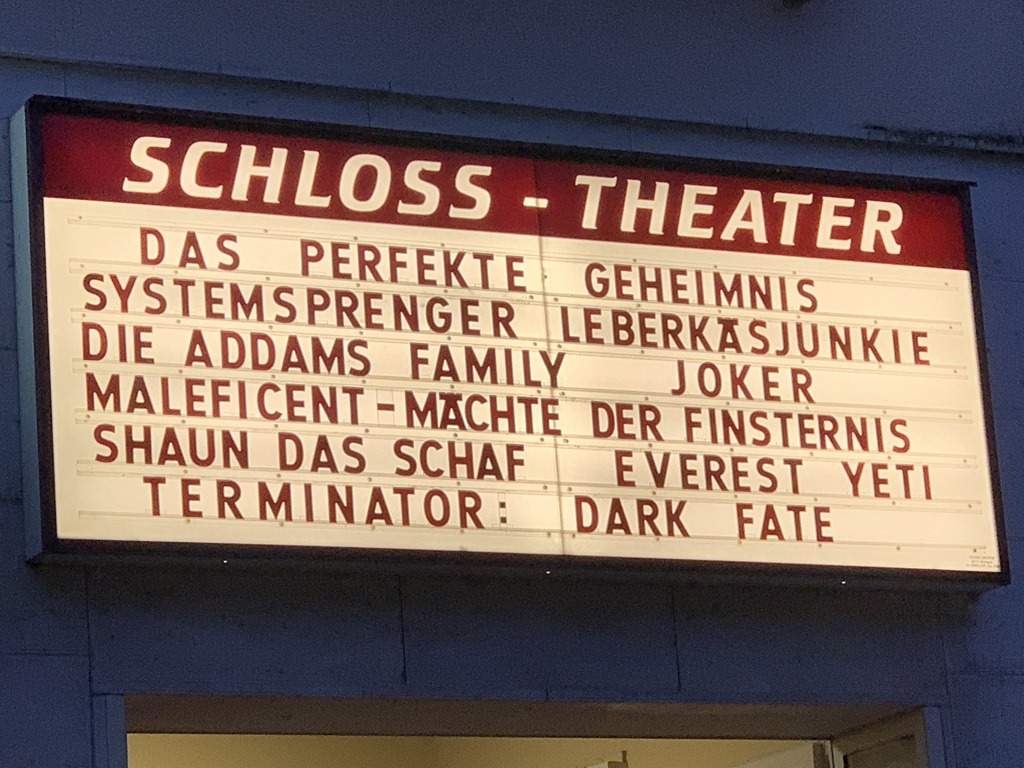 SCHLOSS - THEATER
DAS PERFEKTE GEHEIMNIS
SYSTEMSPRENGER LEBERKÄSJUNKIE
DIE ADDAMS FAMILY JOKER
MALEFICENT - MÄCHTE DER FINSTERNIS
SHAUN DAS SCHAF EVEREST YETI
TERMINATOR: DARK FATE